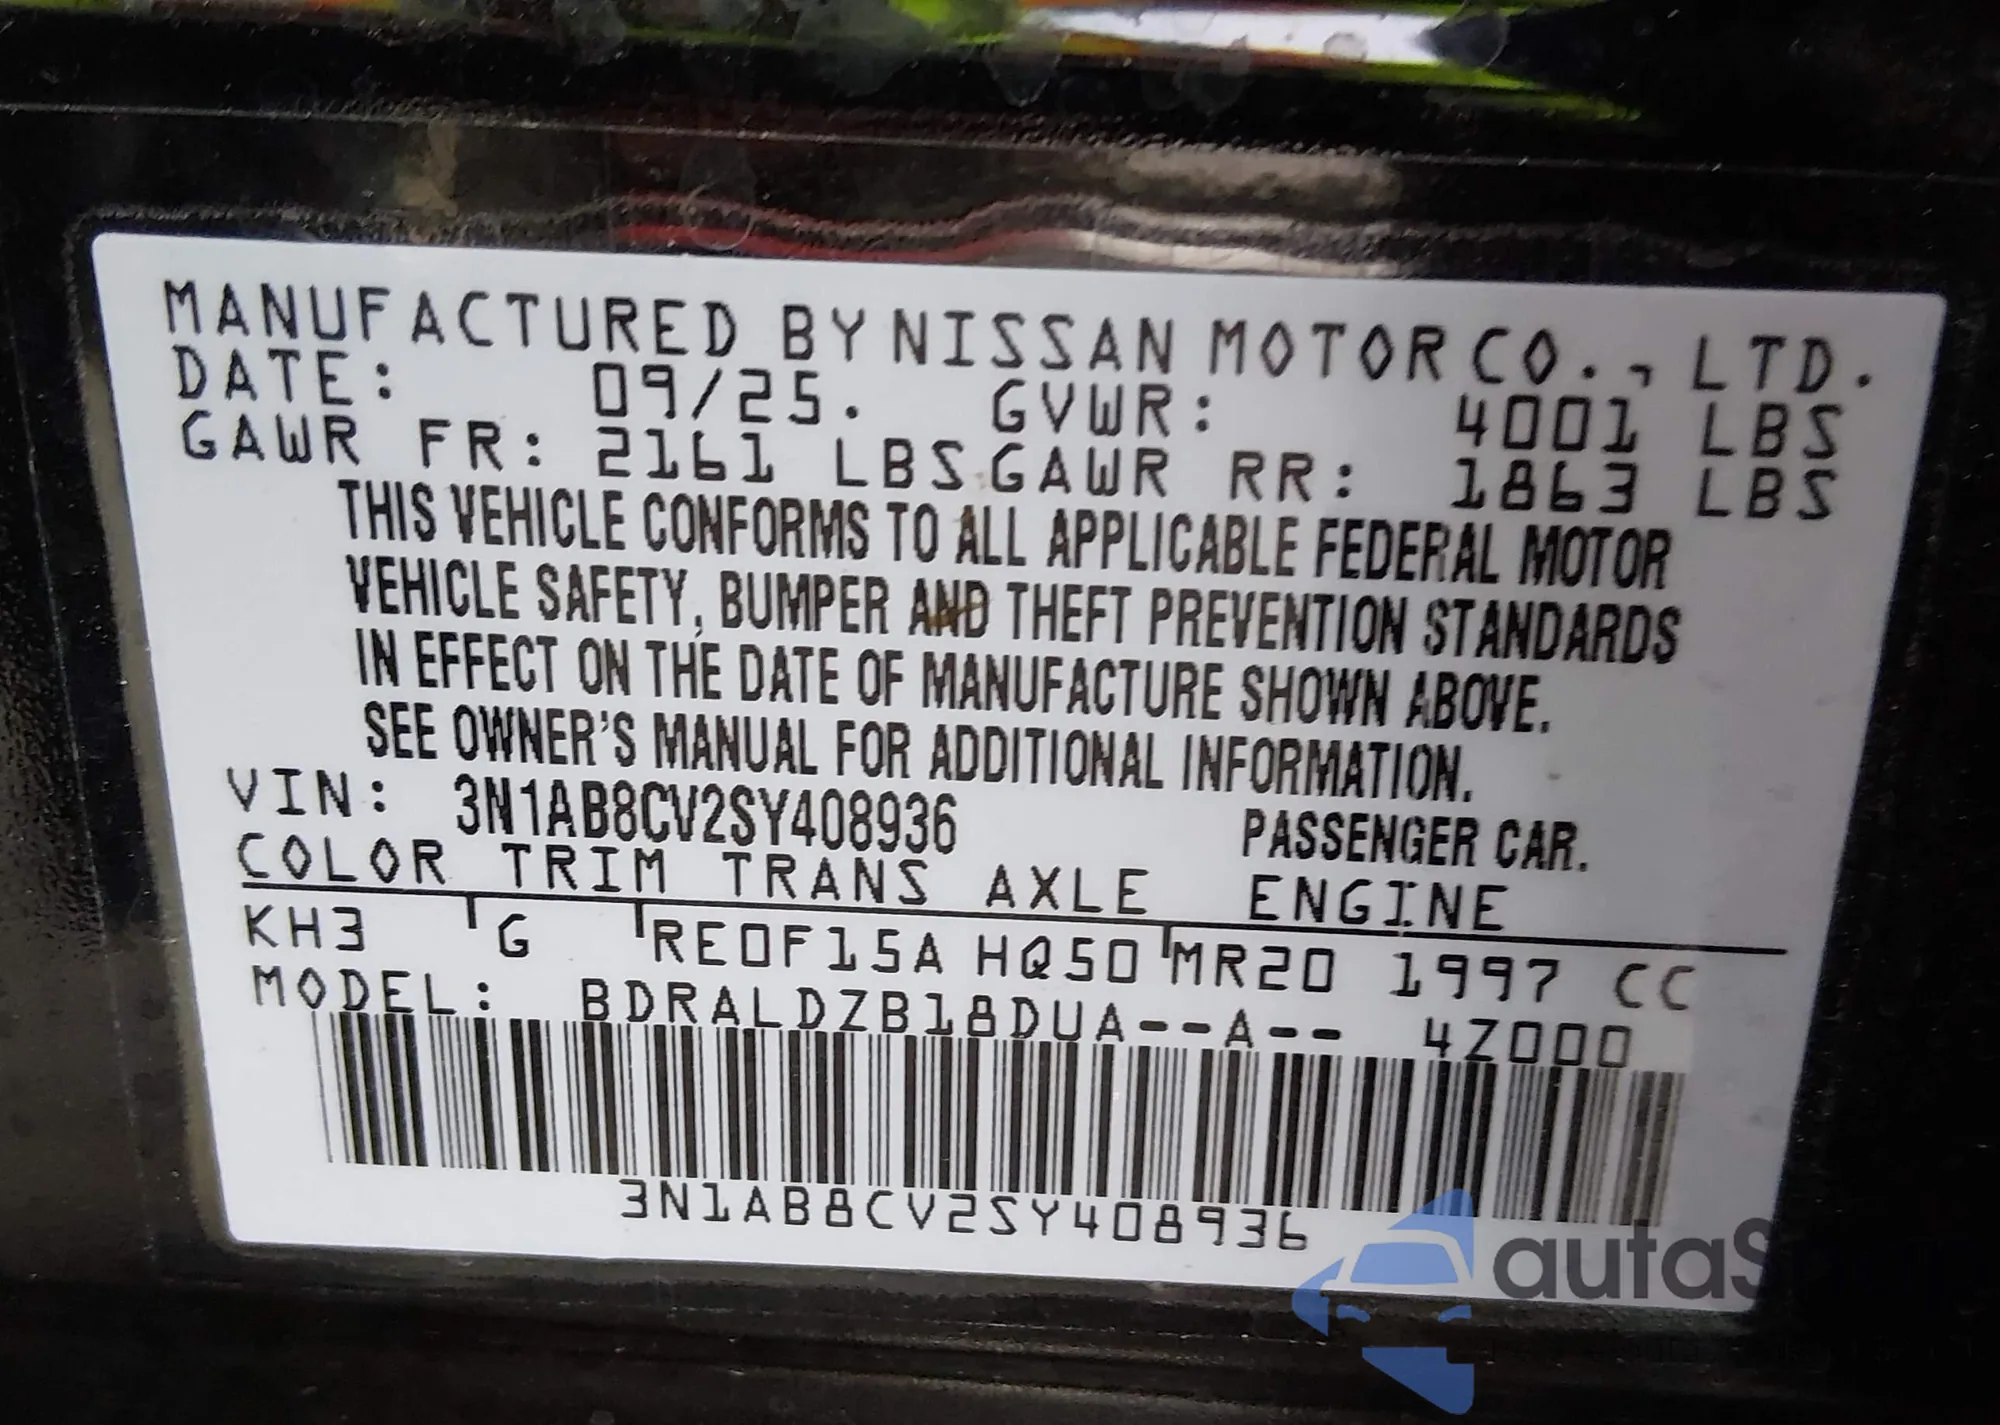 MANUFACTURED BY NISSAN MOTOR CO., LTD.
DATE: 09/25. GVWR: 4001 LBS
GAWR FR: 2161 LBS GAWR RR: 1863 LBS
THIS VEHICLE CONFORMS TO ALL APPLICABLE FEDERAL MOTOR
VEHICLE SAFETY, BUMPER AND THEFT PREVENTION STANDARDS
IN EFFECT ON THE DATE OF MANUFACTURE SHOWN ABOVE.
SEE OWNER'S MANUAL FOR ADDITIONAL INFORMATION.
VIN: 3N1AB8CV2SY408936 PASSENGER CAR.
COLOR TRIM TRANS AXLE ENGINE
KH3 G RE0F15A HQ50 MR20 1997 CC
MODEL: BDRALDZB18DUA--A-- 4Z000
3N1AB8CV2SY408936
autaS